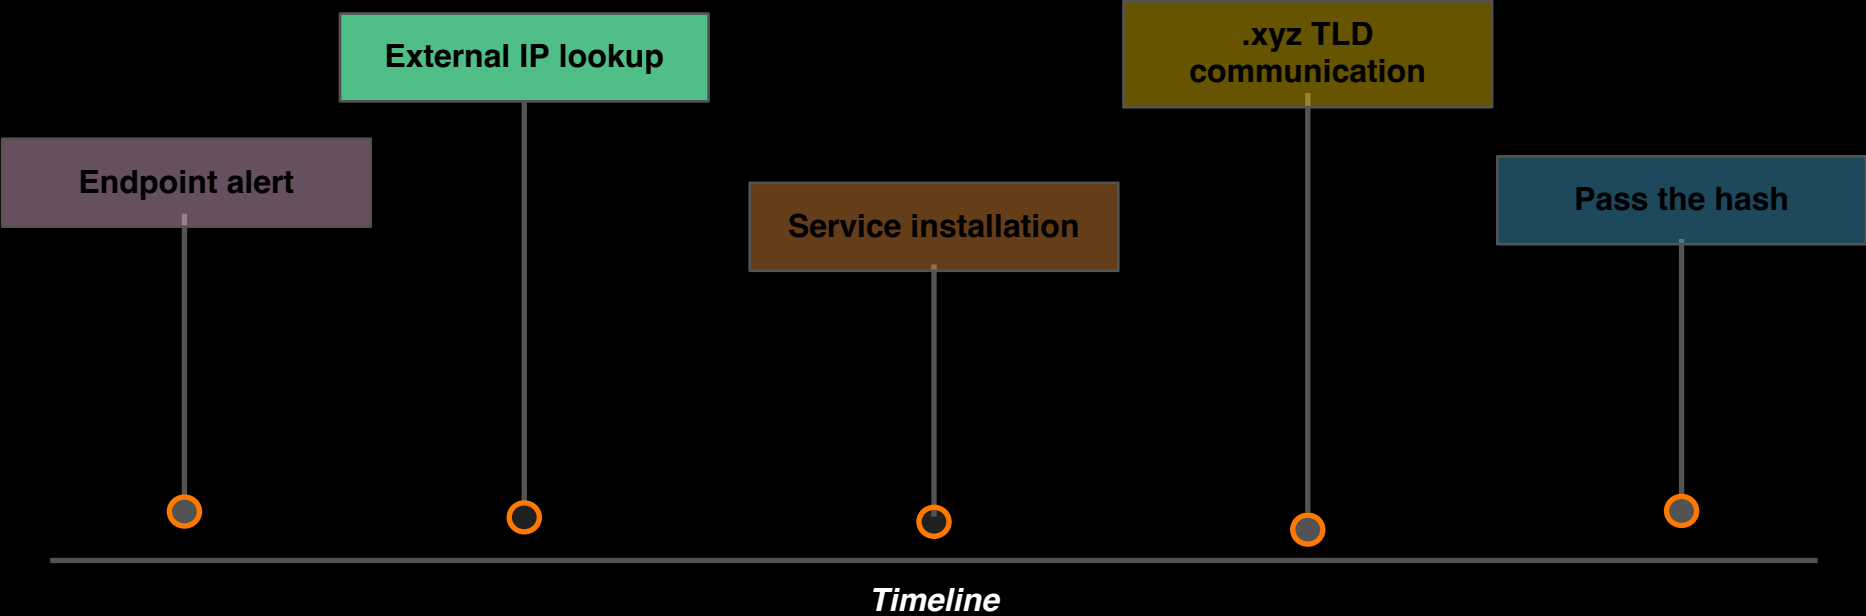 Endpoint alert
External IP lookup
Service installation
.xyz TLD
communication
Pass the hash
Timeline